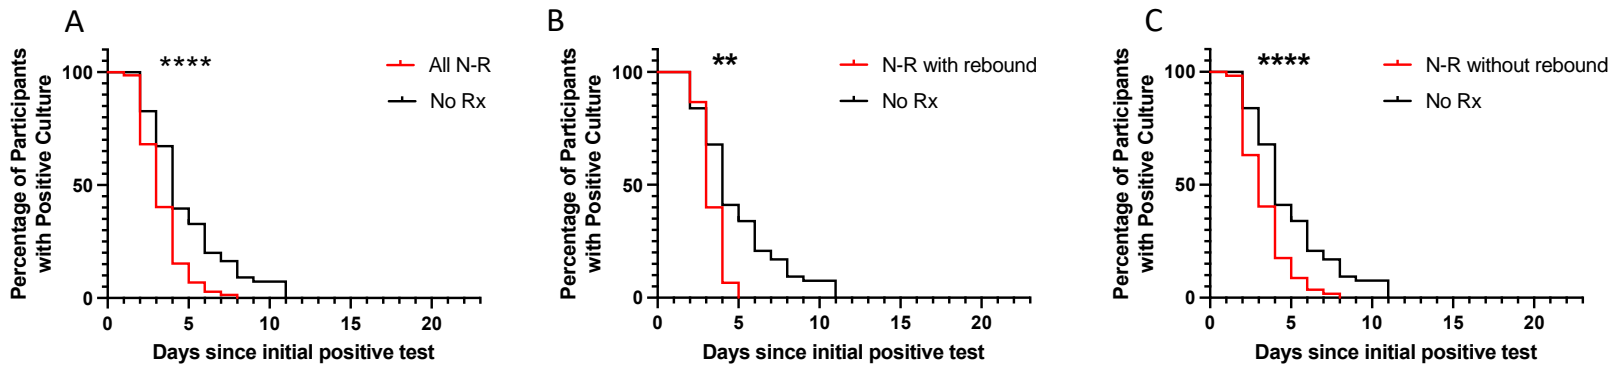 A
Percentage of Participants
with Positive Culture
100
50
0
****
All N-R
No Rx
0 5 10 15 20
Days since initial positive test
B
Percentage of Participants
with Positive Culture
100
50
0
**
N-R with rebound
No Rx
0 5 10 15 20
Days since initial positive test
C
Percentage of Participants
with Positive Culture
100
50
0
****
N-R without rebound
No Rx
0 5 10 15 20
Days since initial positive test